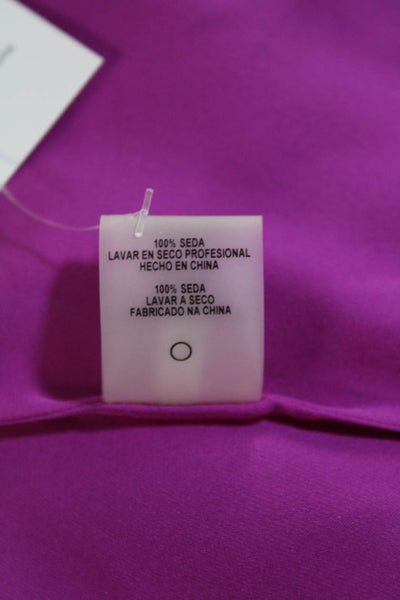 100% SEDA
LAVAR EN SECO PROFESIONAL
HECHO EN CHINA
100% SEDA
LAVAR A SECO
FABRICADO NA CHINA